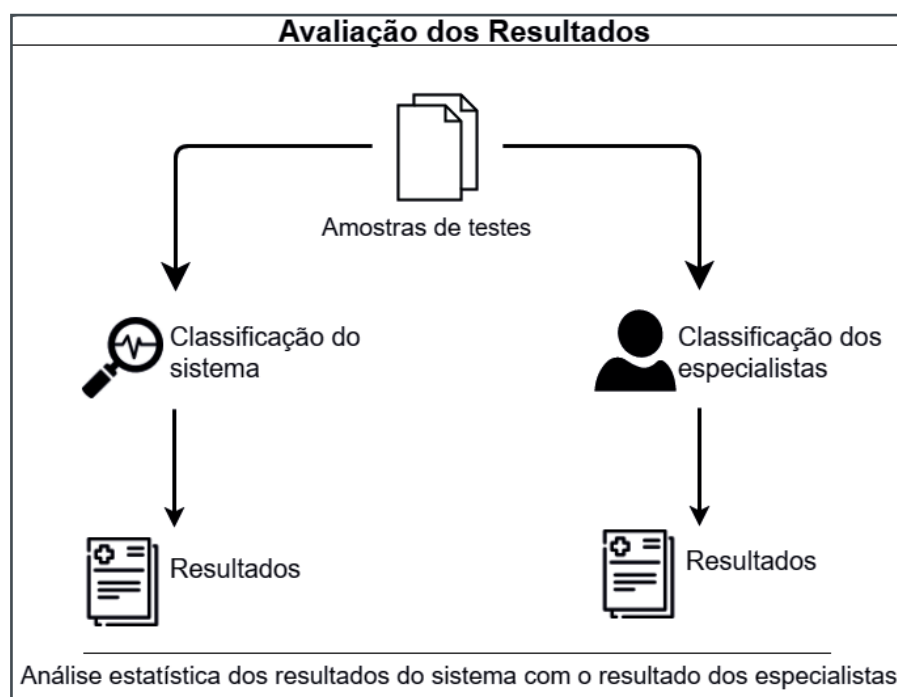 Avaliação dos Resultados
Amostras de testes
Classificação do
sistema
Classificação dos
especialistas
Resultados
Resultados
Análise estatística dos resultados do sistema com o resultado dos especialistas